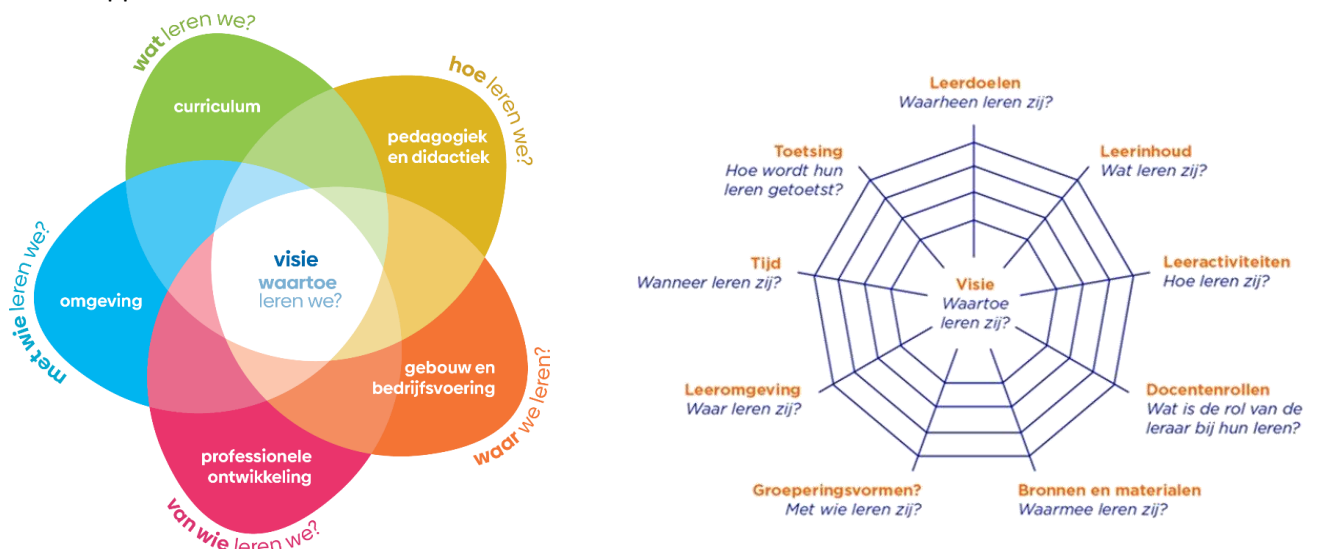 wat leren we?
curriculum
hoe leren we?
pedagogiek
en didactiek
met wie leren we?
omgeving
visie
waartoe
leren we?
gebouw en
bedrijfsvoering
waar we leren?
professionele
ontwikkeling
van wie leren we?
Leerdoelen
Waarheen leren zij?
Toetsing
Hoe wordt hun
leren getoetst?
Leerinhoud
Wat leren zij?
Tijd
Wanneer leren zij?
Leeractiviteiten
Hoe leren zij?
Visie
Waartoe
leren zij?
Leeromgeving
Waar leren zij?
Docentenrollen
Wat is de rol van de
leraar bij hun leren?
Groeperingsvormen?
Met wie leren zij?
Bronnen en materialen
Waarmee leren zij?